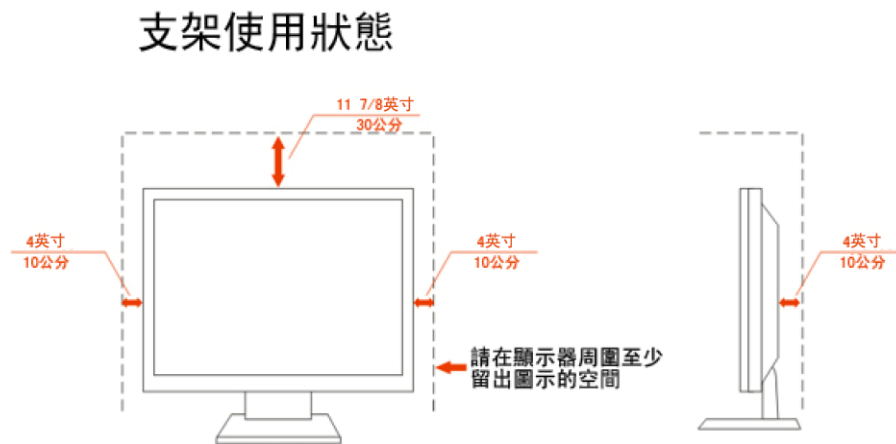 支架使用狀態
11 7/8英寸
30公分
4英寸
10公分
4英寸
10公分
4英寸
10公分
請在顯示器周圍至少
留出圖示的空間